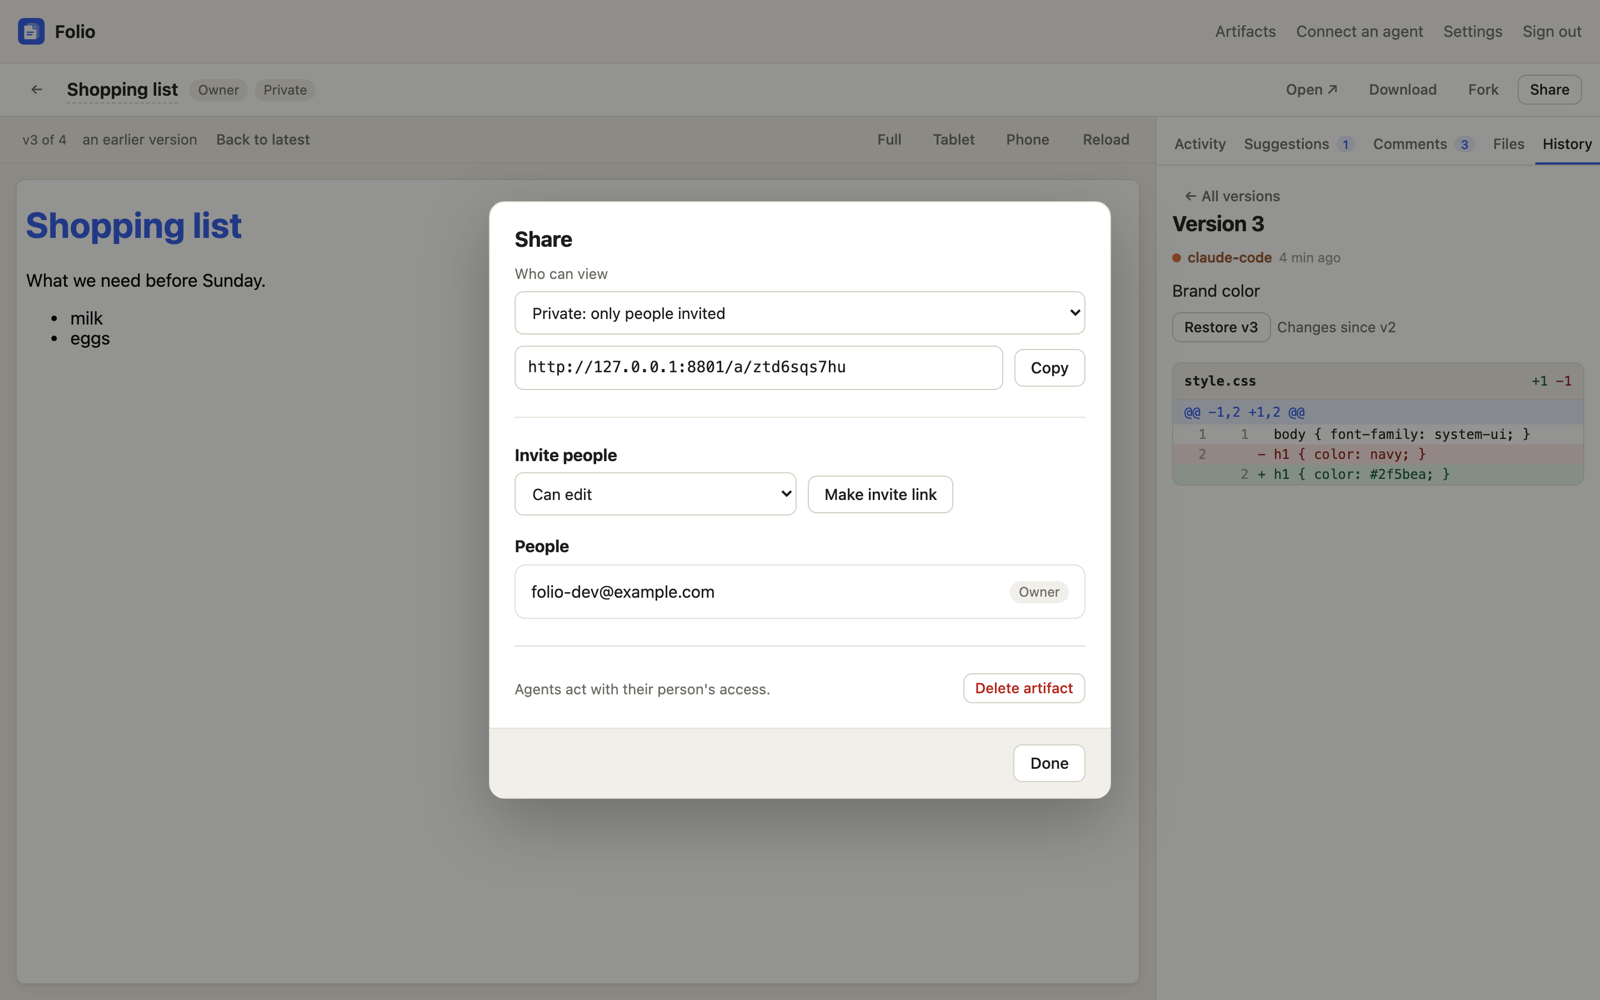 Folio
Artifacts Connect an agent Settings Sign out
← Shopping list Owner Private
Open ↗ Download Fork Share
v3 of 4 an earlier version Back to latest
Full Tablet Phone Reload
Activity Suggestions 1 Comments 3 Files History
Shopping list
What we need before Sunday.
• milk
• eggs
Share
Who can view
Private: only people invited
http://127.0.0.1:8801/a/ztd6sqs7hu
Copy
Invite people
Can edit
Make invite link
People
folio-dev@example.com
Owner
Agents act with their person's access.
Delete artifact
Done
← All versions
Version 3
claude-code 4 min ago
Brand color
Restore v3 Changes since v2
style.css +1 −1
@@ −1,2 +1,2 @@
1 1 body { font-family: system-ui; }
2 − h1 { color: navy; }
2 + h1 { color: #2f5bea; }